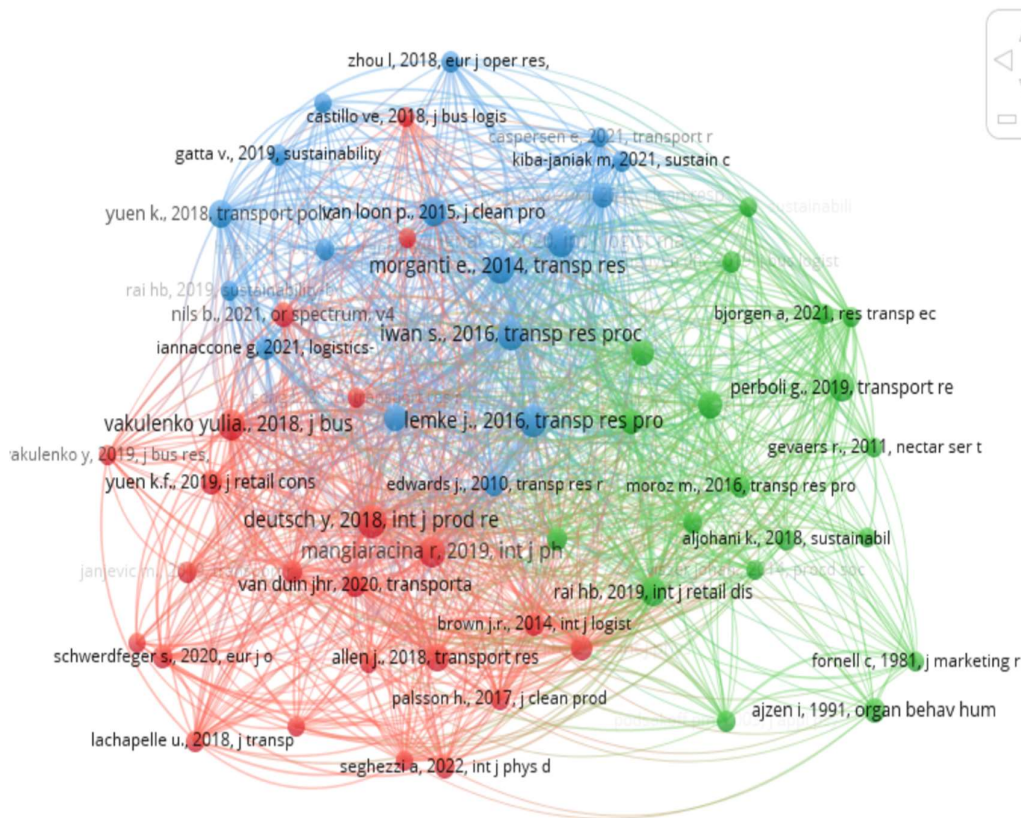 zhou l, 2018, eur j oper res,
castillo ve, 2018, j bus logis
caspersen e, 2021, transport r
gatta v., 2019, sustainability
kiba-janiak m, 2021, sustain c
yuen k., 2018, transport polic
van loon p., 2015, j clean pro
sustainabili
morganti e., 2014, transp res
logist
rai hb, 2019, sustainability-b
nils b., 2021, or spectrum, v4
bjorgen a, 2021, res transp ec
iwan s., 2016, transp res proc
iannaccone g, 2021, logistics-
perboli g., 2019, transport re
vakulenko yulia., 2018, j bus
lemke j., 2016, transp res pro
gevaers r., 2011, nectar ser t
vakulenko y, 2019, j bus res,
yuen k.f., 2019, j retail cons
edwards j., 2010, transp res r
moroz m., 2016, transp res pro
deutsch y, 2018, int j prod re
aljohani k., 2018, sustainabil
mangiaracina r, 2019, int j ph
janjevic m.,
proced soc
van duin jhr, 2020, transporta
rai hb, 2019, int j retail dis
brown j.r., 2014, int j logist
schwerdfeger s., 2020, eur j o
allen j., 2018, transport res
fornell c, 1981, j marketing r
palsson h., 2017, j clean prod
ajzen i, 1991, organ behav hum
lachapelle u., 2018, j transp
seghezzi a, 2022, int j phys d